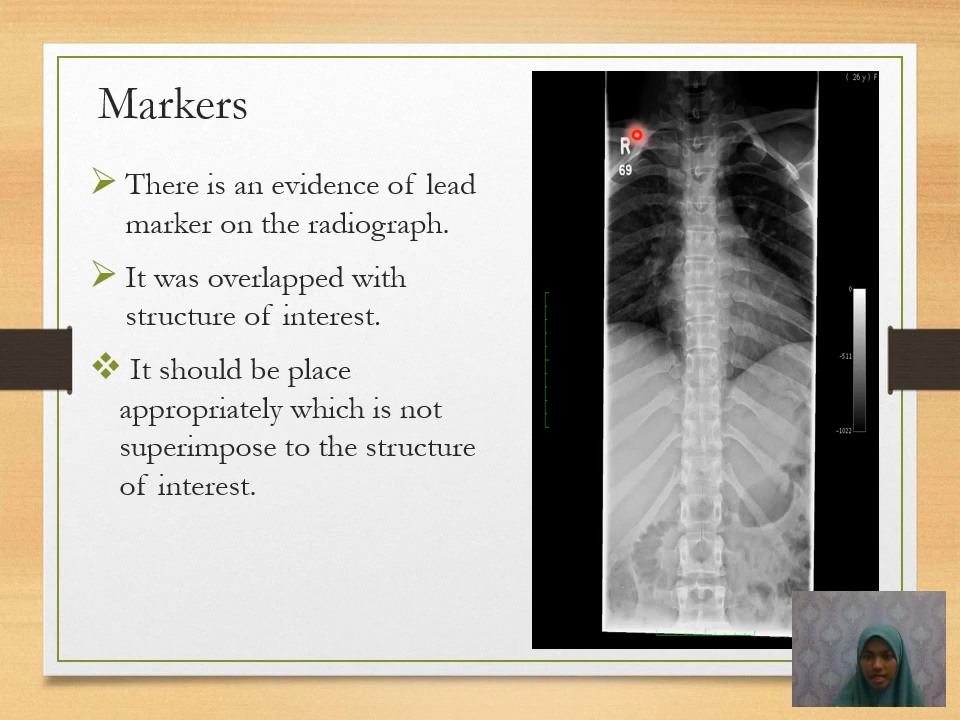 Markers
There is an evidence of lead
marker on the radiograph.
It was overlapped with
structure of interest.
It should be place
appropriately which is not
superimpose to the structure
of interest.
( 26 y) F
R
69
0
-511
-1022